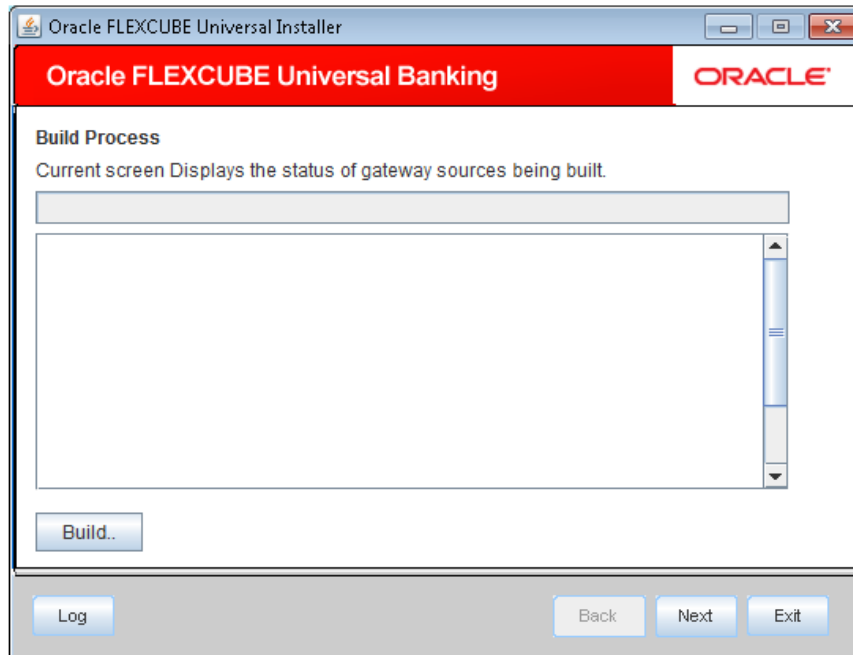 Oracle FLEXCUBE Universal Installer
Oracle FLEXCUBE Universal Banking
ORACLE
Build Process
Current screen Displays the status of gateway sources being built.
Build..
Log
Back
Next
Exit